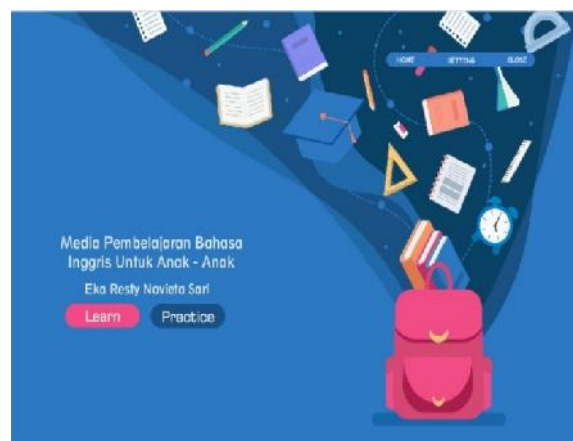 HOME SETTING CLOSE
Media Pembelajaran Bahasa
Inggris Untuk Anak - Anak
Eka Resty Novieta Sari
Learn Practice